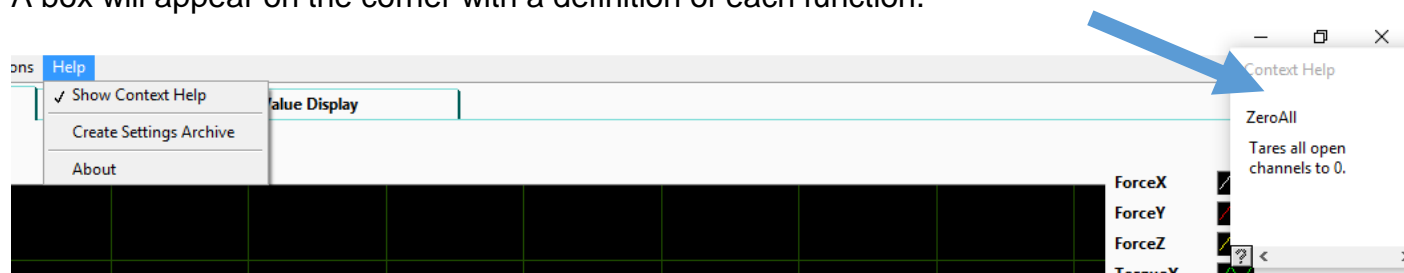 A box will appear on the corner with a definition of each function.
ons Help
Context Help
✓ Show Context Help
Value Display
ZeroAll
Create Settings Archive
Tares all open
channels to 0.
About
ForceX
ForceY
ForceZ
TorqueX
? <